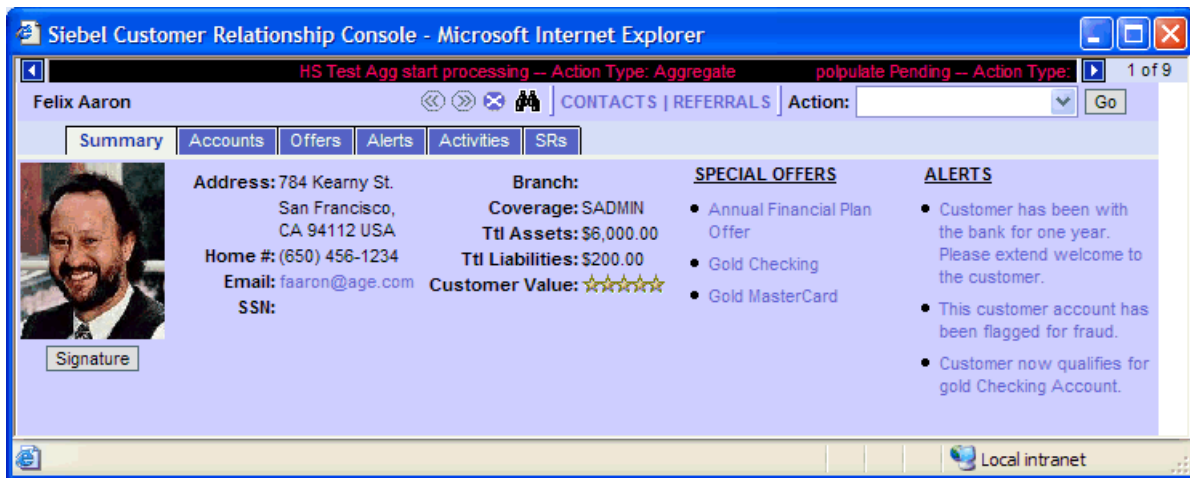 Siebel Customer Relationship Console - Microsoft Internet Explorer
HS Test Agg start processing -- Action Type: Aggregate polpulate Pending -- Action Type: 1 of 9
Felix Aaron CONTACTS | REFERRALS Action: Go
Summary Accounts Offers Alerts Activities SRs
Address: 784 Kearny St.
San Francisco,
CA 94112 USA
Home #: (650) 456-1234
Email: faaron@age.com
SSN:
Signature
Branch:
Coverage: SADMIN
Ttl Assets: $6,000.00
Ttl Liabilities: $200.00
Customer Value:
SPECIAL OFFERS
Annual Financial Plan
Offer
Gold Checking
Gold MasterCard
ALERTS
Customer has been with
the bank for one year.
Please extend welcome to
the customer.
This customer account has
been flagged for fraud.
Customer now qualifies for
gold Checking Account.
Local intranet